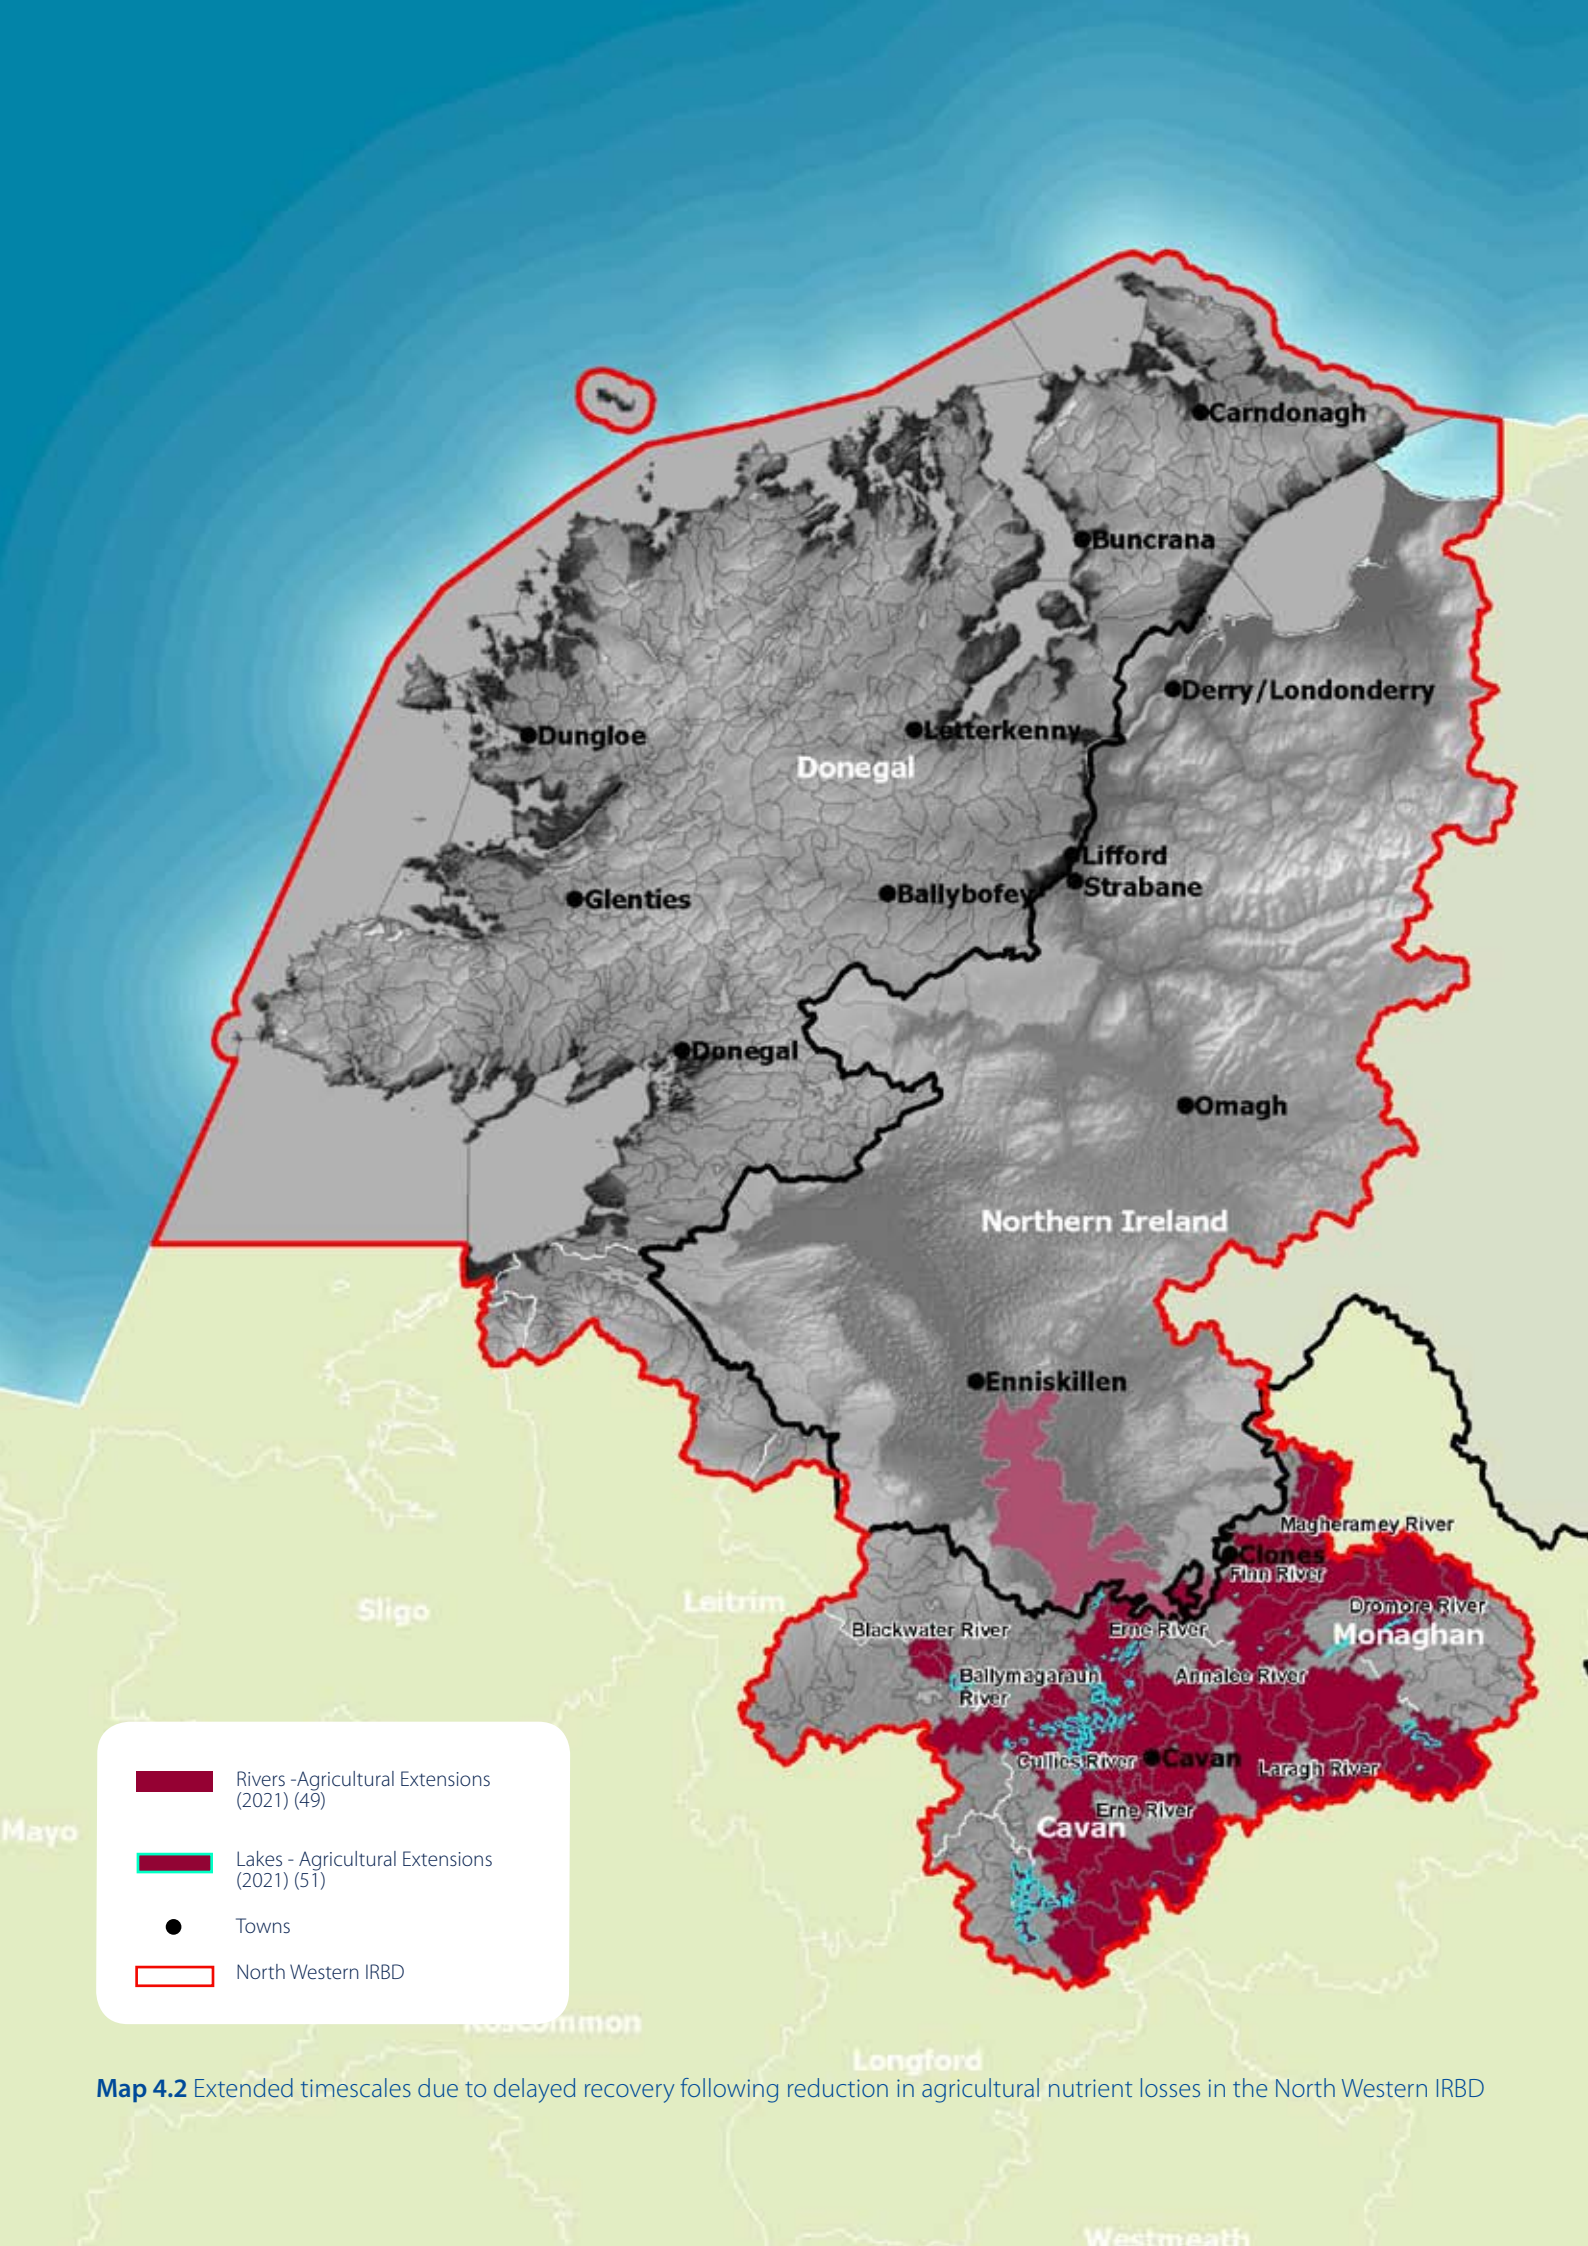 Carndonagh
Buncrana
Derry/Londonderry
Letterkenny
Dungloe
Donegal
Lifford
Strabane
Ballybofey
Glenties
Donegal
Omagh
Northern Ireland
Enniskillen
Magheramey River
Clones
Finn River
Dromore River
Monaghan
Leitrim
Sligo
Blackwater River
Erne River
Annalee River
Ballymagaraun
River
Cullies River
Cavan
Laragh River
Erne River
Cavan
Mayo
Rivers -Agricultural Extensions
(2021) (49)
Lakes - Agricultural Extensions
(2021) (51)
Towns
North Western IRBD
Roscommon
Longford
Map 4.2 Extended timescales due to delayed recovery following reduction in agricultural nutrient losses in the North Western IRBD
Westmeath